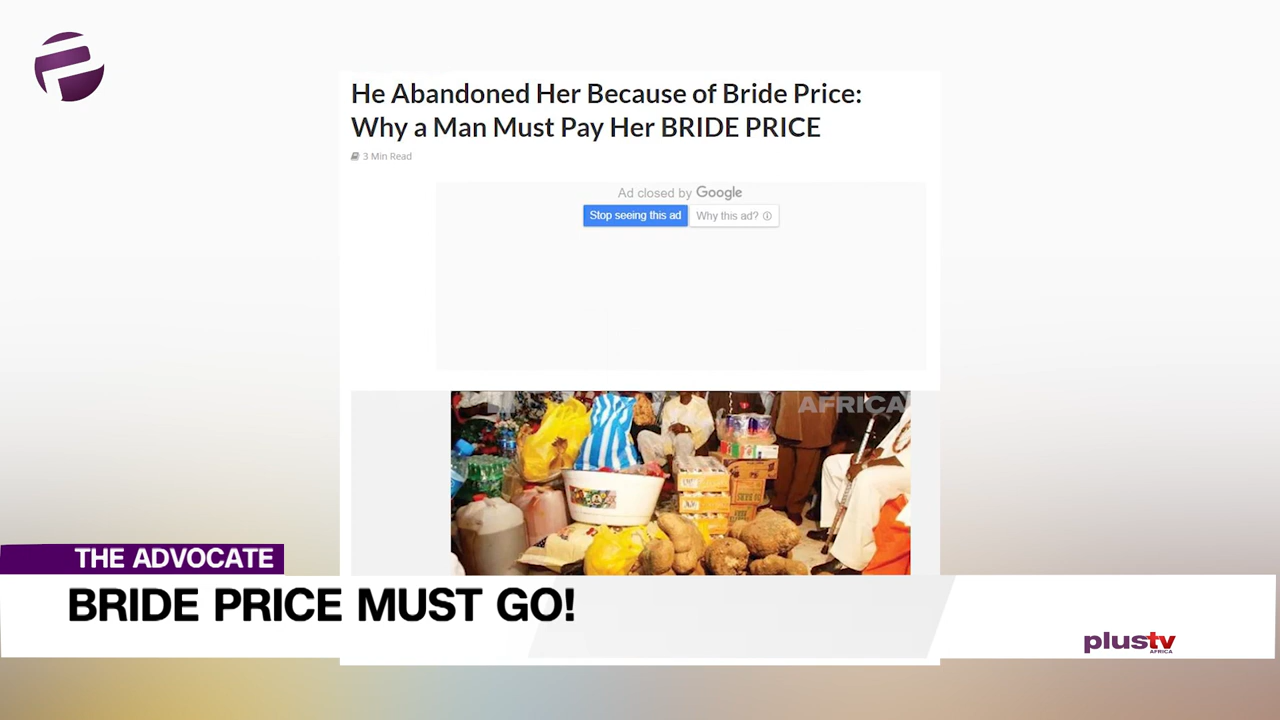 He Abandoned Her Because of Bride Price:
Why a Man Must Pay Her BRIDE PRICE
3 Min Read
Ad closed by Google
Stop seeing this ad
Why this ad?
AFRICA
THE ADVOCATE
BRIDE PRICE MUST GO!
plustv
AFRICA